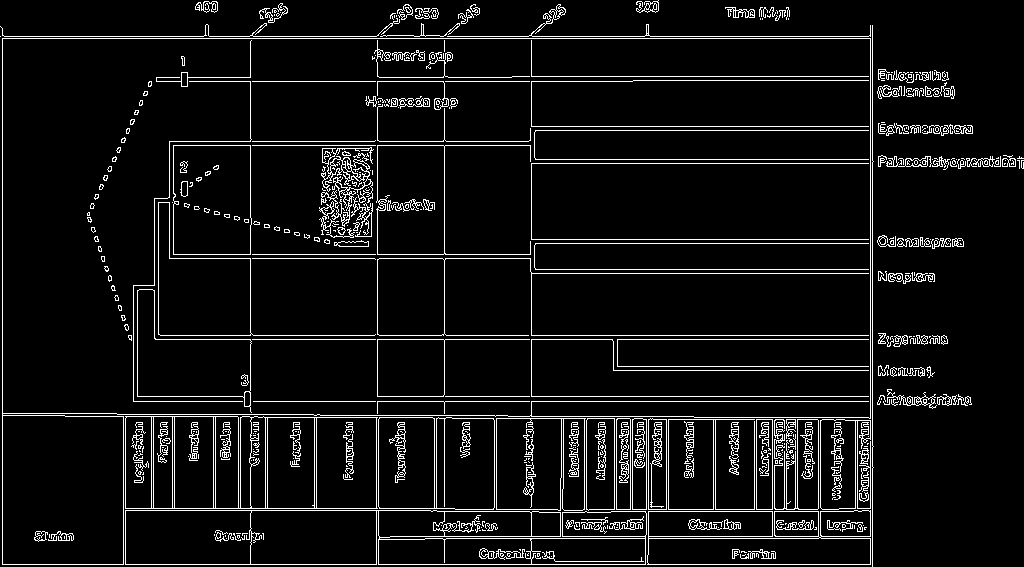 400
385
360
350
345
325
300
Time (Myr)
Romer's gap
1
Entognatha
(Collembola)
Hexapoda gap
Ephemeroptera
2
Palaeodictyopteroidea†
Strudiella
Odonatoptera
Neoptera
Zygentoma
Monura†
3
Archaeognatha
Lochkovian
Pragian
Emsian
Eifelian
Givetian
Frasnian
Famennian
Tournaisian
Visean
Serpukhovian
Bashkirian
Moscovian
Kasimovian
Gzhelian
Asselian
Sakmarian
Artinskian
Kungurian
Roadian
Wordian
Capitanian
Wuchiapingian
Changhsingian
Silurian
Devonian
Mississippian
Pennsylvanian
Cisuralian
Guadal.
Loping.
Carboniferous
Permian